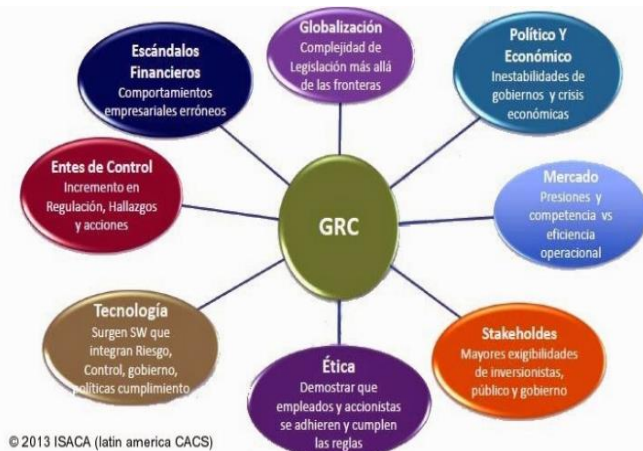 Globalización
Complejidad de
Legislación más allá
de las fronteras
Escándalos
Financieros
Comportamientos
empresariales erróneos
Político Y
Económico
Inestabilidades de
gobiernos y crisis
económicas
Entes de Control
Incremento en
Regulación, Hallazgos
y acciones
GRC
Mercado
Presiones y
competencia vs
eficiencia
operacional
Tecnología
Surgen SW que
integran Riesgo,
Control, gobierno,
políticas cumplimiento
Ética
Demostrar que
empleados y accionistas
se adhieren y cumplen
las reglas
Stakeholdes
Mayores exigibilidades
de inversionistas,
público y gobierno
© 2013 ISACA (latin america CACS)